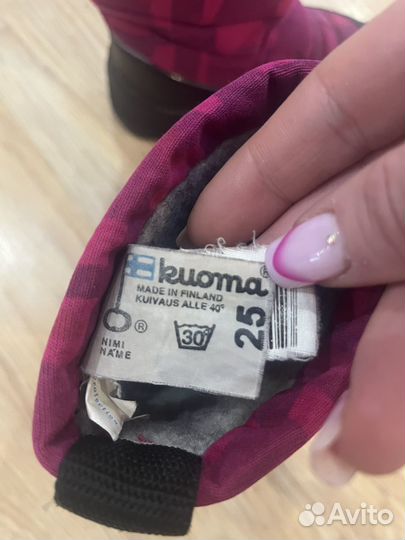 kuoma®
MADE IN FINLAND
KUIVAUS ALLE 40°
®
30°
25
NIMI
NAME
Avito